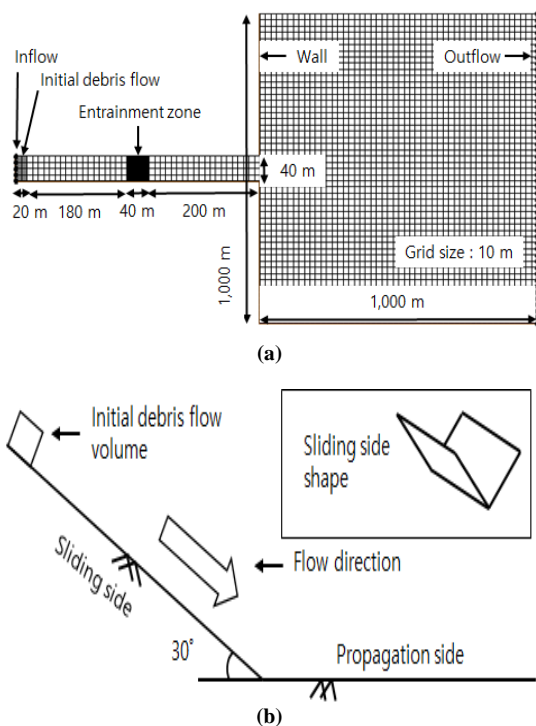 Inflow
Wall
Outflow
Initial debris flow
Entrainment zone
40 m
20 m
180 m
40 m
200 m
Grid size : 10 m
1,000 m
1,000 m
(a)
Initial debris flow
volume
Sliding side
shape
Sliding side
Flow direction
30°
Propagation side
(b)